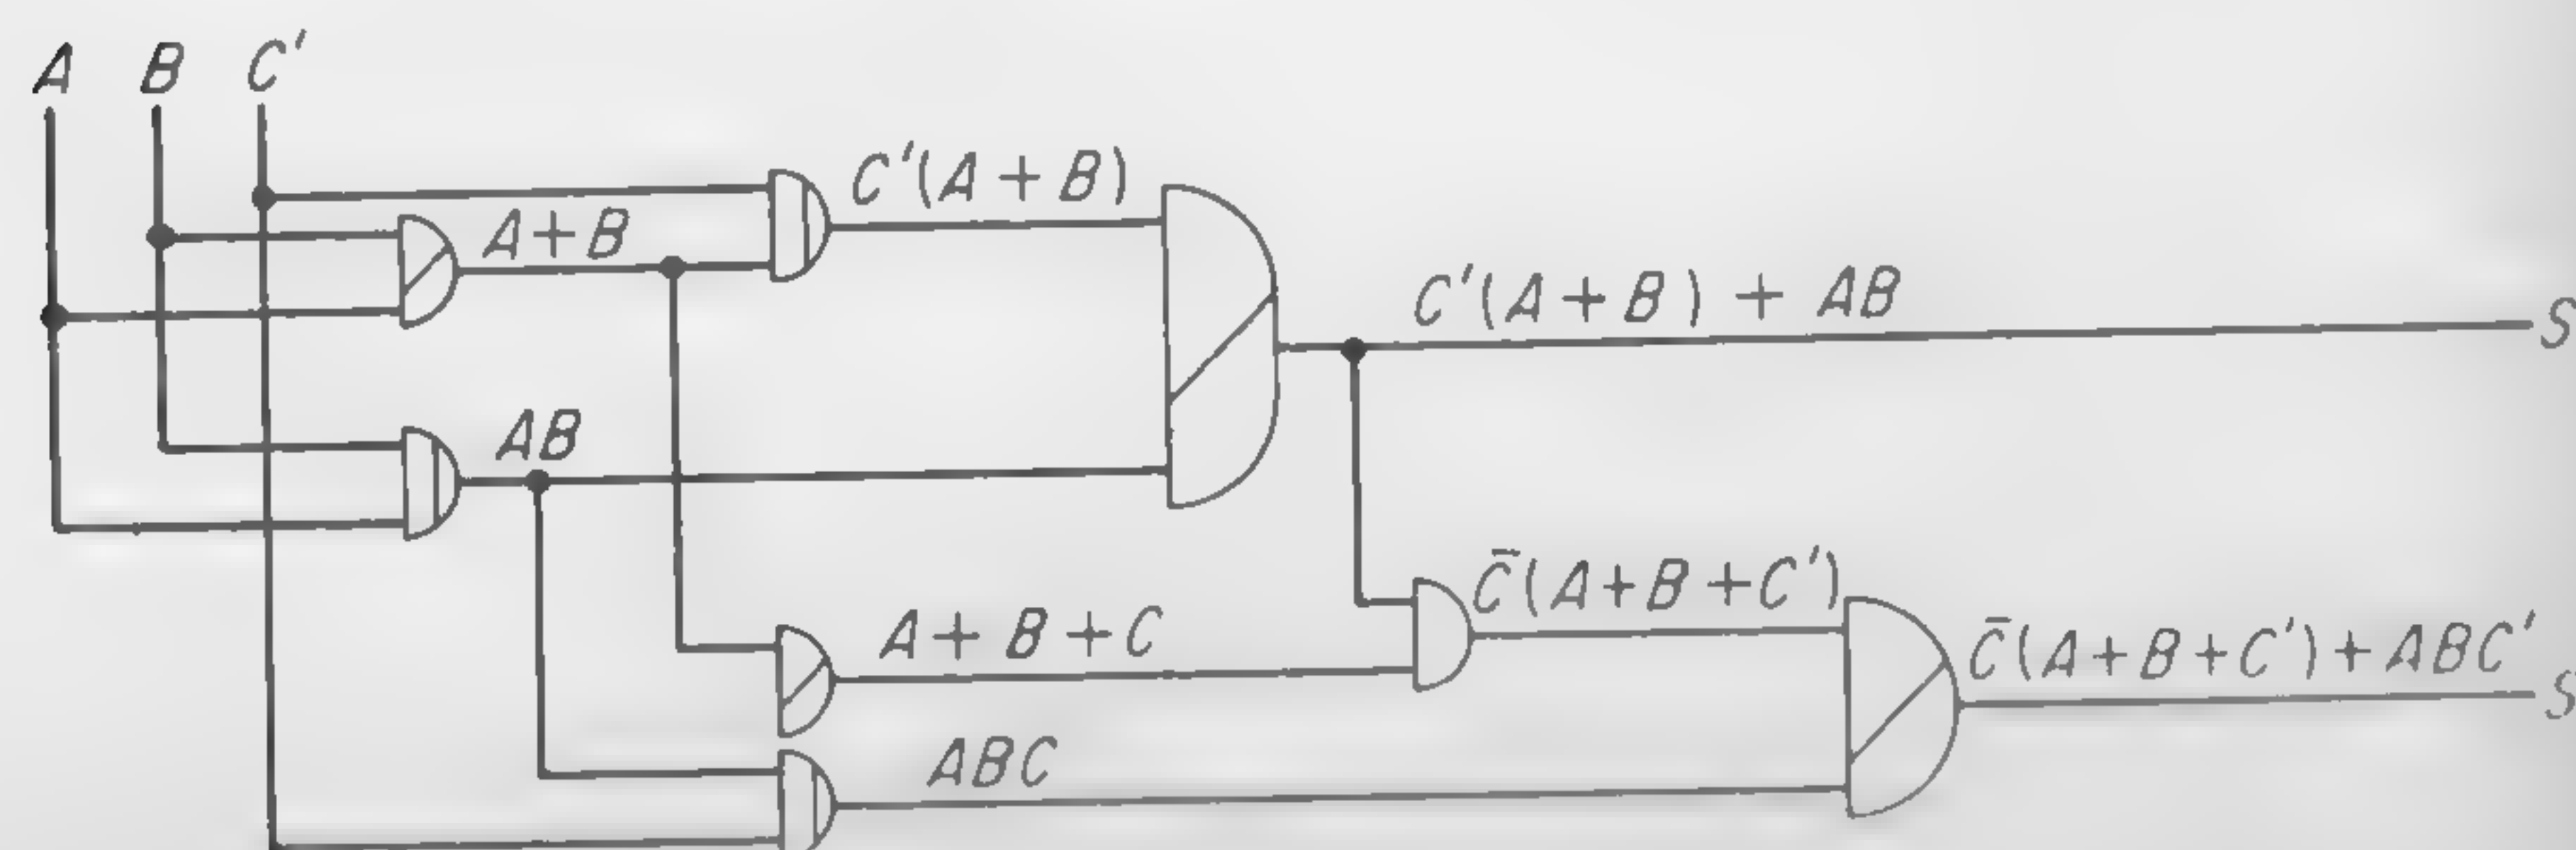 A B C'
C'(A + B)
A+B
C'(A + B) + AB
S
AB
C̄(A+B+C')
A+B+C
C̄(A+B+C')+ABC'
S
ABC